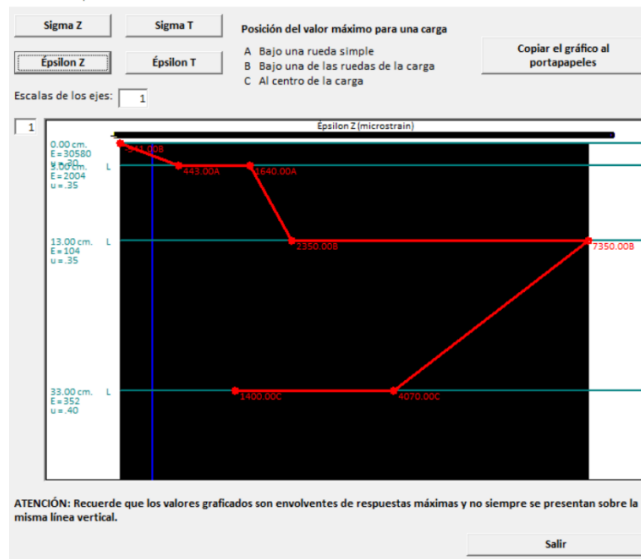 Sigma Z
Sigma T
Posición del valor máximo para una carga
A Bajo una rueda simple
B Bajo una de las ruedas de la carga
C Al centro de la carga
Épsilon Z
Épsilon T
Copiar el gráfico al
portapapeles
Escalas de los ejes: 1
1
Épsilon Z (microstrain)
0.00 cm.
E=30580
3.00 cm. L
E=2004
u=.35
443.00A
1640.00A
13.00 cm. L
E=104
u=.35
2350.00B
7350.00B
33.00 cm. L
E=352
u=.40
1400.00C
4070.00C
ATENCIÓN: Recuerde que los valores graficados son envolventes de respuestas máximas y no siempre se presentan sobre la
misma línea vertical.
Salir